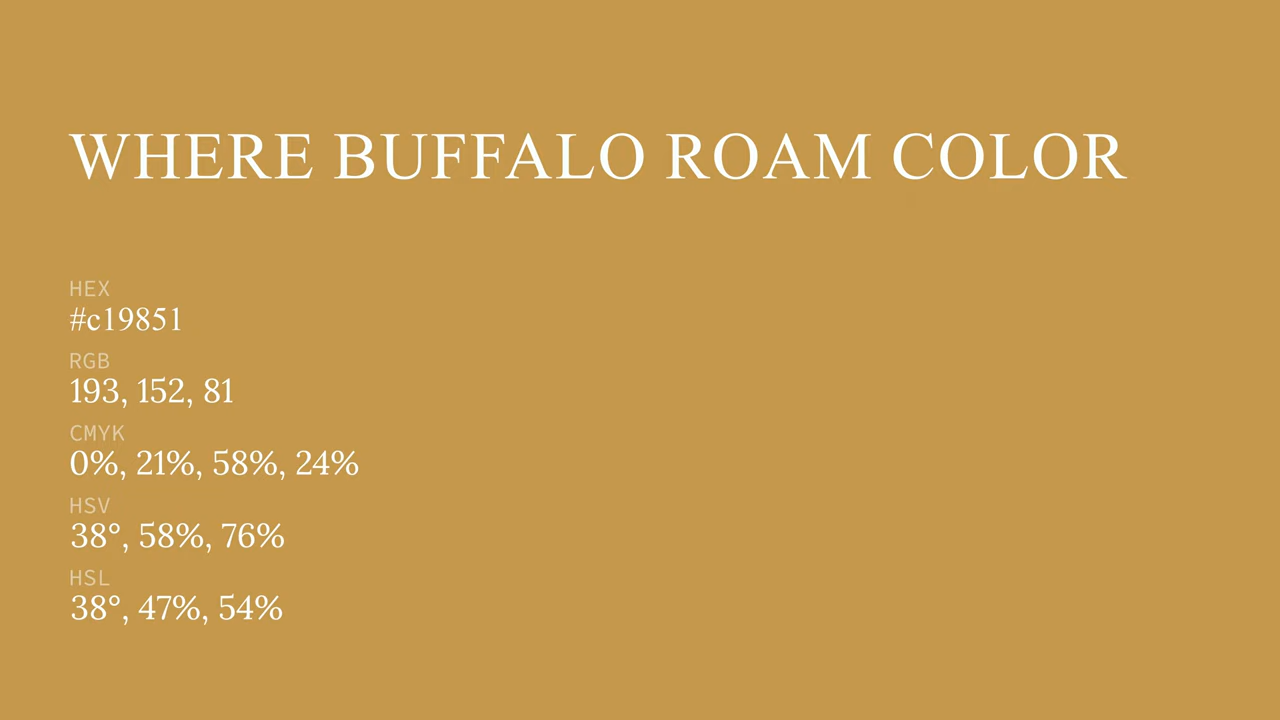 WHERE BUFFALO ROAM COLOR
HEX
#c19851
RGB
193, 152, 81
CMYK
0%, 21%, 58%, 24%
HSV
38°, 58%, 76%
HSL
38°, 47%, 54%